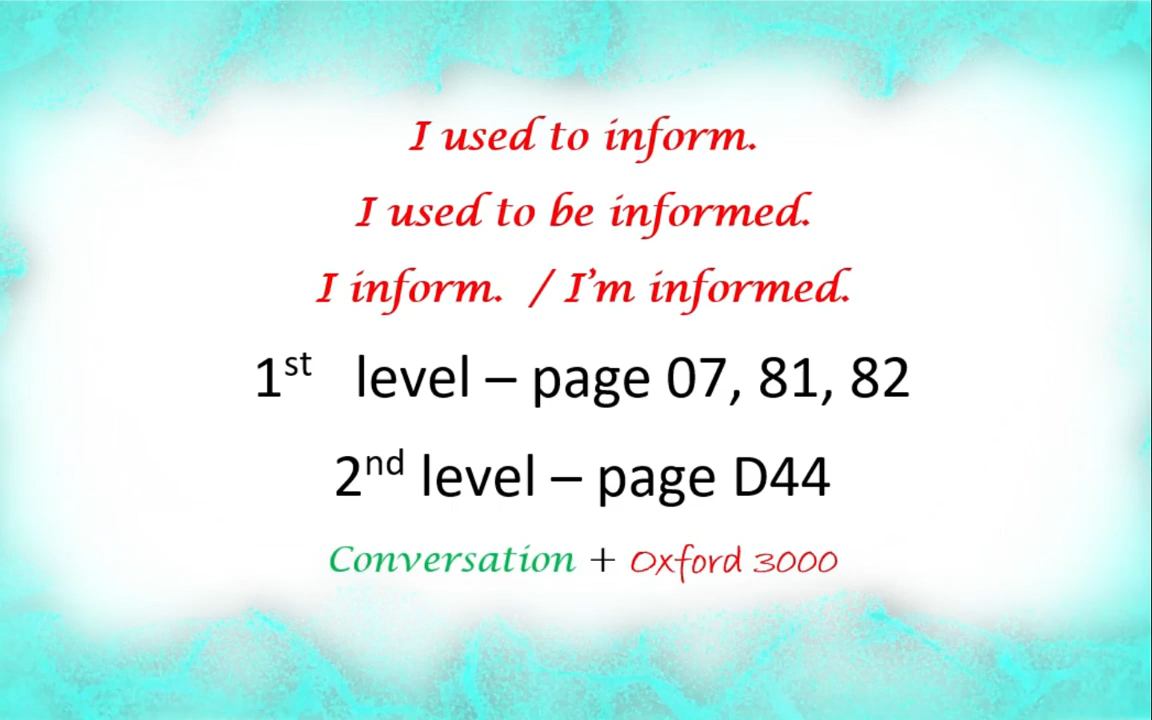 I used to inform.
I used to be informed.
I inform. / I'm informed.
1st level – page 07, 81, 82
2nd level – page D44
Conversation + Oxford 3000